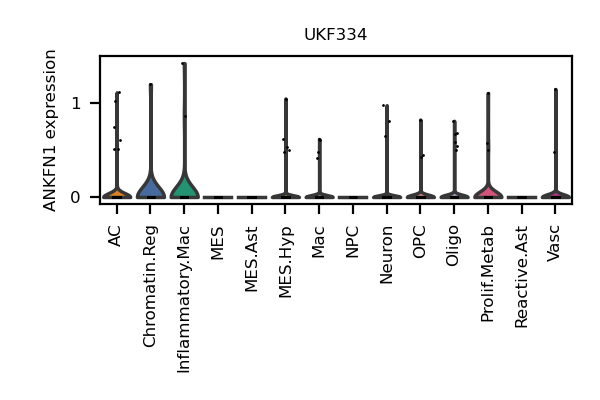 UKF334
ANKFN1 expression
1
0
AC
Chromatin.Reg
Inflammatory.Mac
MES
MES.Ast
MES.Hyp
Mac
NPC
Neuron
OPC
Oligo
Prolif.Metab
Reactive.Ast
Vasc